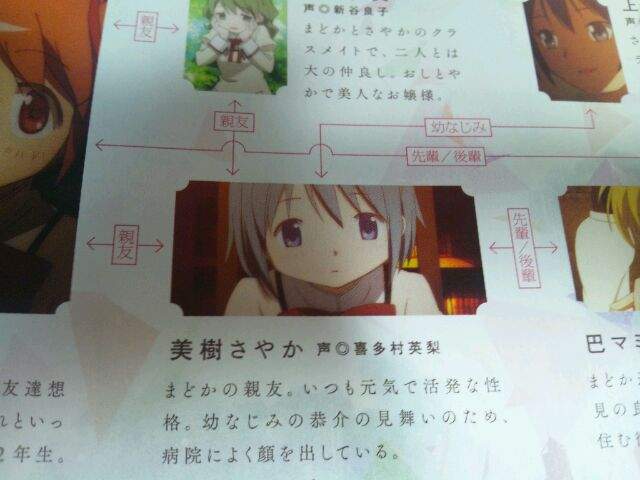 声◎新谷良子
まどかとさやかのクラ
スメイトで、二人とは
大の仲良し。おしとや
かで美人なお嬢様。
上
親友
親友
幼なじみ
先輩／後輩
親友
先輩／後輩
美樹さやか 声◎喜多村英梨
まどかの親友。いつも元気で活発な性
格。幼なじみの恭介の見舞いのため、
病院によく顔を出している。
友達想
れといっ
2年生。
巴マミ
まどか
見の良
住む街